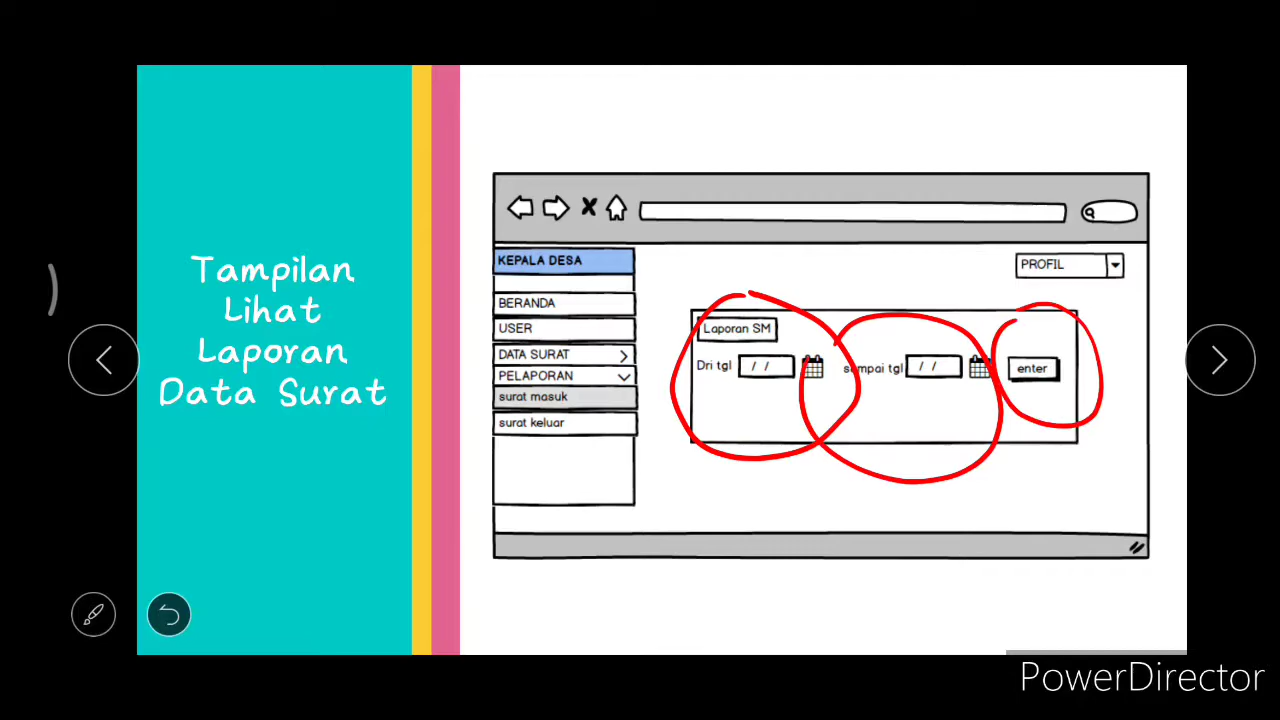 Tampilan
Lihat
Laporan
Data Surat
KEPALA DESA
PROFIL
BERANDA
USER
DATA SURAT
PELAPORAN
surat masuk
surat keluar
Laporan SM
Dri tgl / / sampai tgl / / enter
PowerDirector